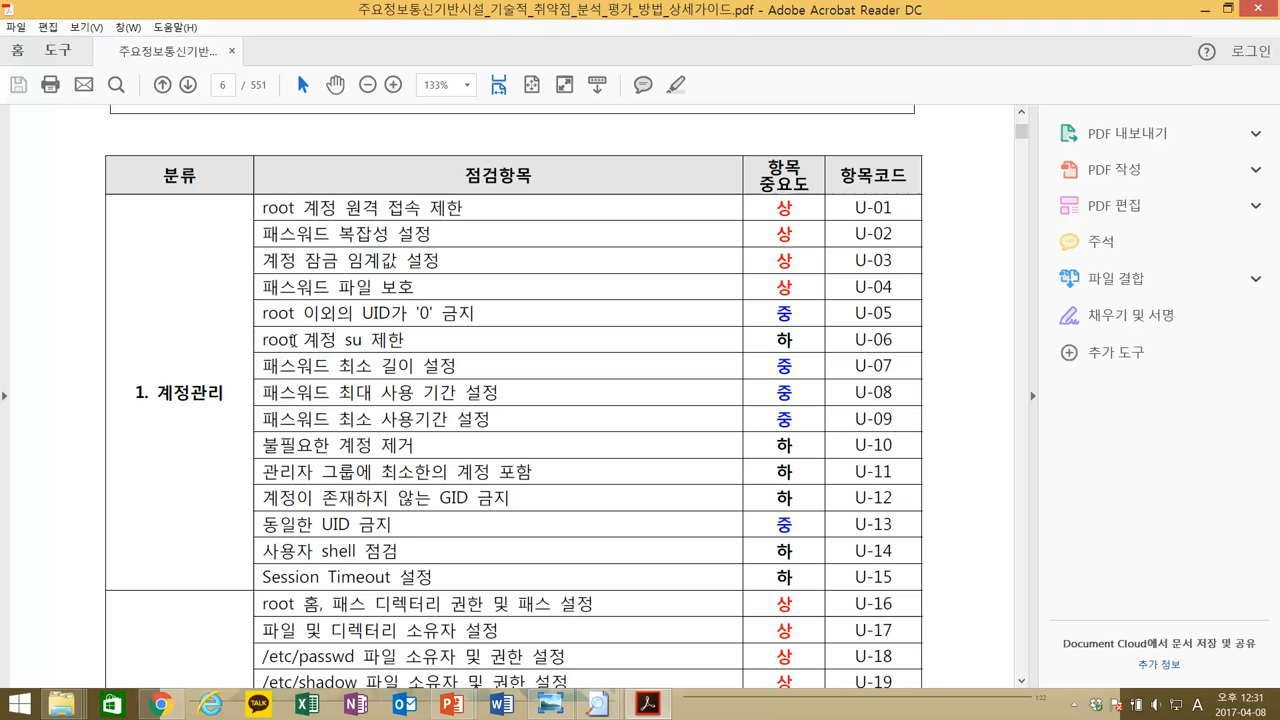 주요정보통신기반시설_기술적_취약점_분석_평가_방법_상세가이드.pdf - Adobe Acrobat Reader DC
파일 편집 보기(V) 창(W) 도움말(H)
홈 도구 주요정보통신기반... × 로그인
6 / 551 133%
분류 점검항목 항목 중요도 항목코드
root 계정 원격 접속 제한 상 U-01
패스워드 복잡성 설정 상 U-02
계정 잠금 임계값 설정 상 U-03
패스워드 파일 보호 상 U-04
root 이외의 UID가 '0' 금지 중 U-05
root 계정 su 제한 하 U-06
패스워드 최소 길이 설정 중 U-07
1. 계정관리 패스워드 최대 사용 기간 설정 중 U-08
패스워드 최소 사용기간 설정 중 U-09
불필요한 계정 제거 하 U-10
관리자 그룹에 최소한의 계정 포함 하 U-11
계정이 존재하지 않는 GID 금지 하 U-12
동일한 UID 금지 중 U-13
사용자 shell 점검 하 U-14
Session Timeout 설정 하 U-15
root 홈, 패스 디렉터리 권한 및 패스 설정 상 U-16
파일 및 디렉터리 소유자 설정 상 U-17
/etc/passwd 파일 소유자 및 권한 설정 상 U-18
/etc/shadow 파일 소유자 및 권한 설정 상 U-19
PDF 내보내기
PDF 작성
PDF 편집
주석
파일 결합
채우기 및 서명
추가 도구
Document Cloud에서 문서 저장 및 공유
추가 정보
TALK
132
A
오후 12:31
2017-04-08